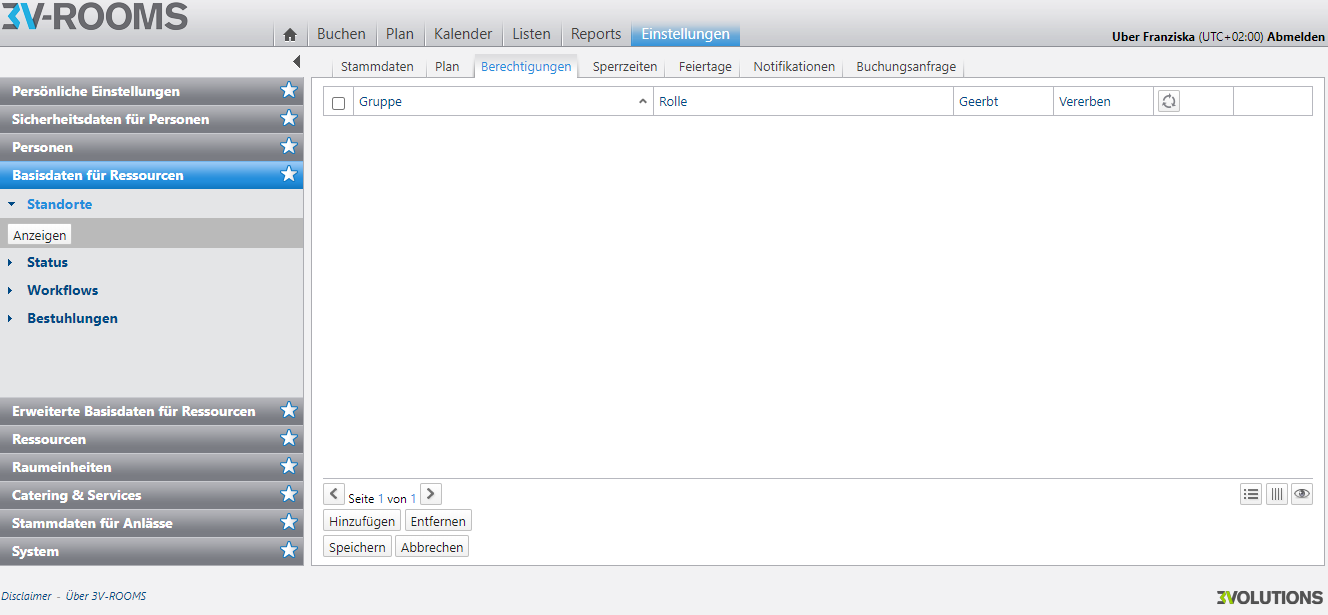 3V-ROOMS
Buchen Plan Kalender Listen Reports Einstellungen
Uber Franziska (UTC+02:00) Abmelden
Stammdaten Plan Berechtigungen Sperrzeiten Feiertage Notifikationen Buchungsanfrage
Persönliche Einstellungen
Sicherheitsdaten für Personen
Personen
Basisdaten für Ressourcen
Standorte
Anzeigen
Status
Workflows
Bestuhlungen
Erweiterte Basisdaten für Ressourcen
Ressourcen
Raumeinheiten
Catering & Services
Stammdaten für Anlässe
System
Gruppe Rolle Geerbt Vererben
Seite 1 von 1
Hinzufügen Entfernen
Speichern Abbrechen
Disclaimer - Über 3V-ROOMS
3VOLUTIONS